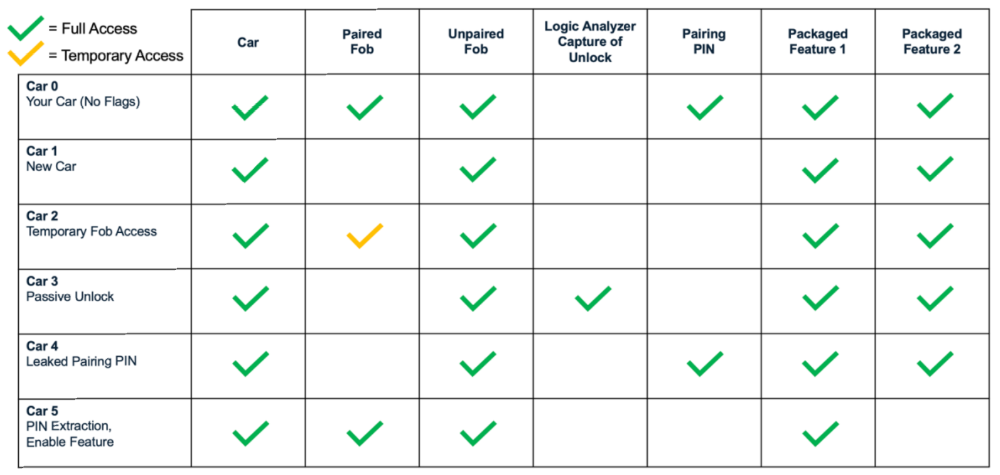 = Full Access
= Temporary Access
Car
Paired
Fob
Unpaired
Fob
Logic Analyzer
Capture of
Unlock
Pairing
PIN
Packaged
Feature 1
Packaged
Feature 2
Car 0
Your Car (No Flags)
Car 1
New Car
Car 2
Temporary Fob Access
Car 3
Passive Unlock
Car 4
Leaked Pairing PIN
Car 5
PIN Extraction,
Enable Feature